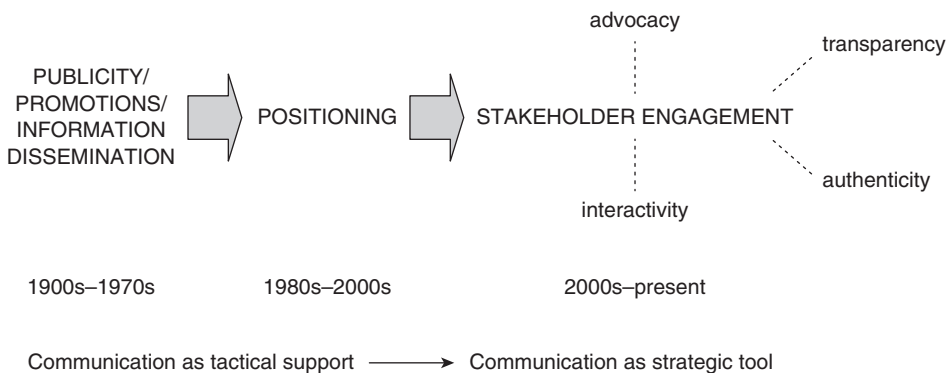 advocacy
transparency
PUBLICITY/
PROMOTIONS/
INFORMATION
DISSEMINATION
POSITIONING
STAKEHOLDER ENGAGEMENT
authenticity
interactivity
1900s–1970s
1980s–2000s
2000s–present
Communication as tactical support
Communication as strategic tool